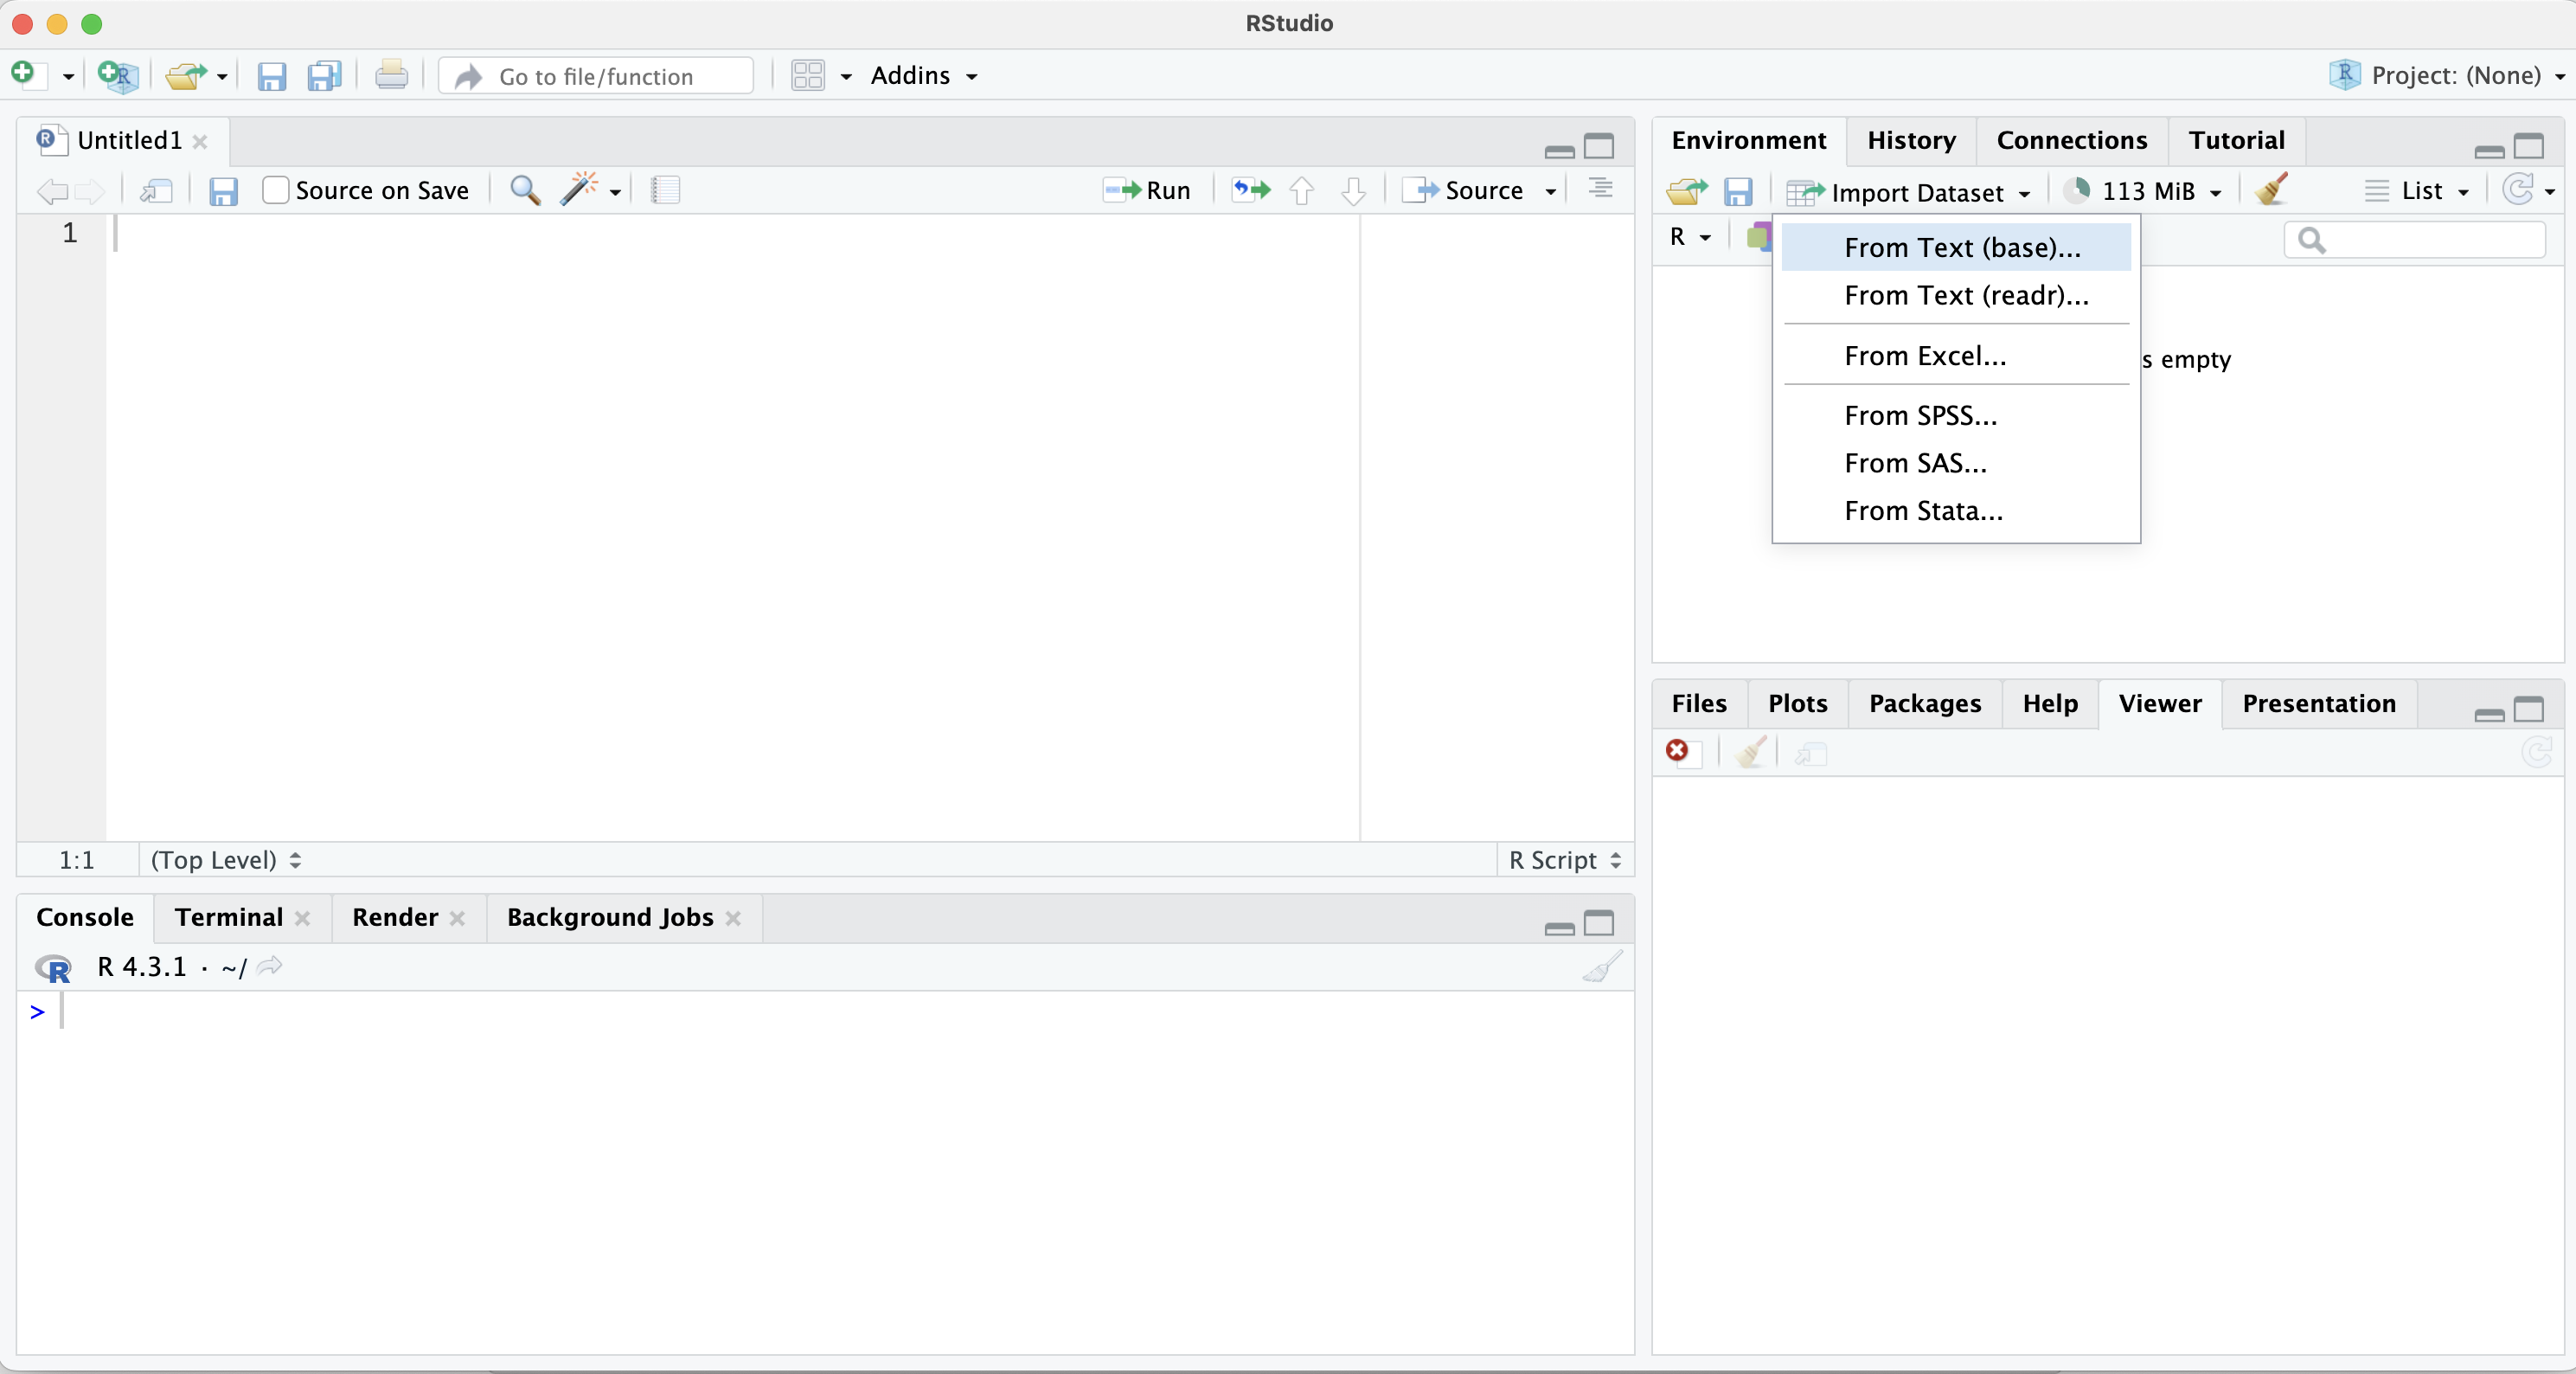 RStudio
Go to file/function
Addins
Project: (None)
Untitled1
Source on Save
Run
Source
1
1:1
(Top Level)
R Script
Console
Terminal
Render
Background Jobs
R 4.3.1 · ~/
>
Environment
History
Connections
Tutorial
Import Dataset
113 MiB
List
R
From Text (base)...
From Text (readr)...
From Excel...
s empty
From SPSS...
From SAS...
From Stata...
Files
Plots
Packages
Help
Viewer
Presentation